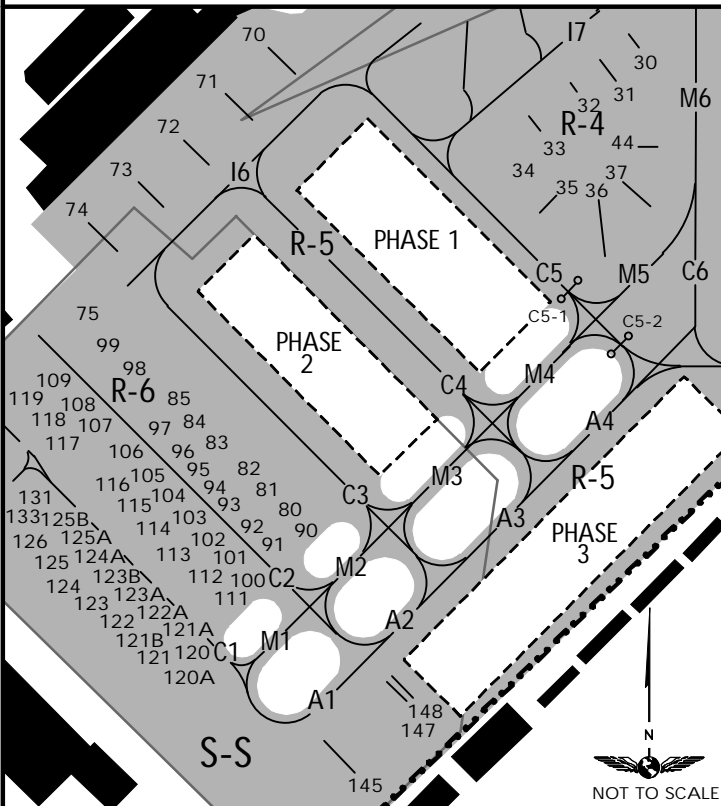 70
I7
30
71
31
M6
32
R-4
72
33
44
34
37
73
I6
35
36
74
R-5
PHASE 1
C5
M5
C6
C5-1
75
C5-2
99
PHASE
2
98
M4
109
R-6
C4
119
108
85
118
107
97
84
A4
117
83
106
96
M3
95
82
R-5
116
105
94
81
104
C3
115
93
80
A3
131
103
133
125B
114
92
90
PHASE
3
125A
102
91
126
124A
113
101
M2
125
123B
112
100
C2
124
123A
111
123
122A
A2
122
121A
M1
121B
121
120
C1
120A
A1
148
147
S-S
145
N
NOT TO SCALE